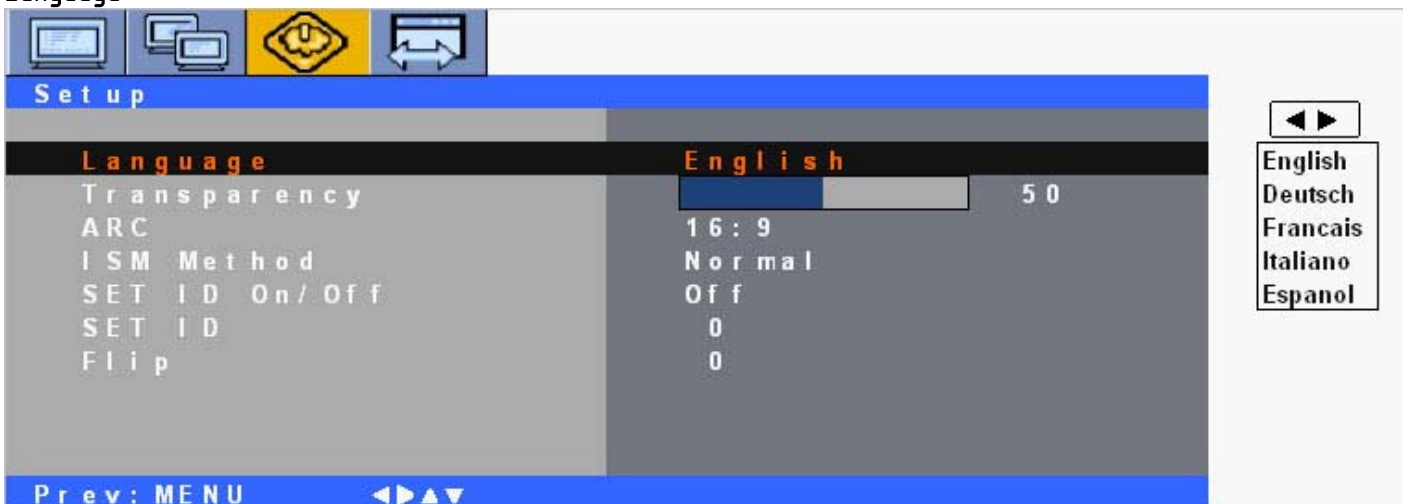 Language
Setup
Language English
Transparency 50
ARC 16:9
ISM Method Normal
SET ID On/Off Off
SET ID 0
Flip 0
Prev: MENU ◀▶▲▼
◀ ▶
English
Deutsch
Francais
Italiano
Espanol